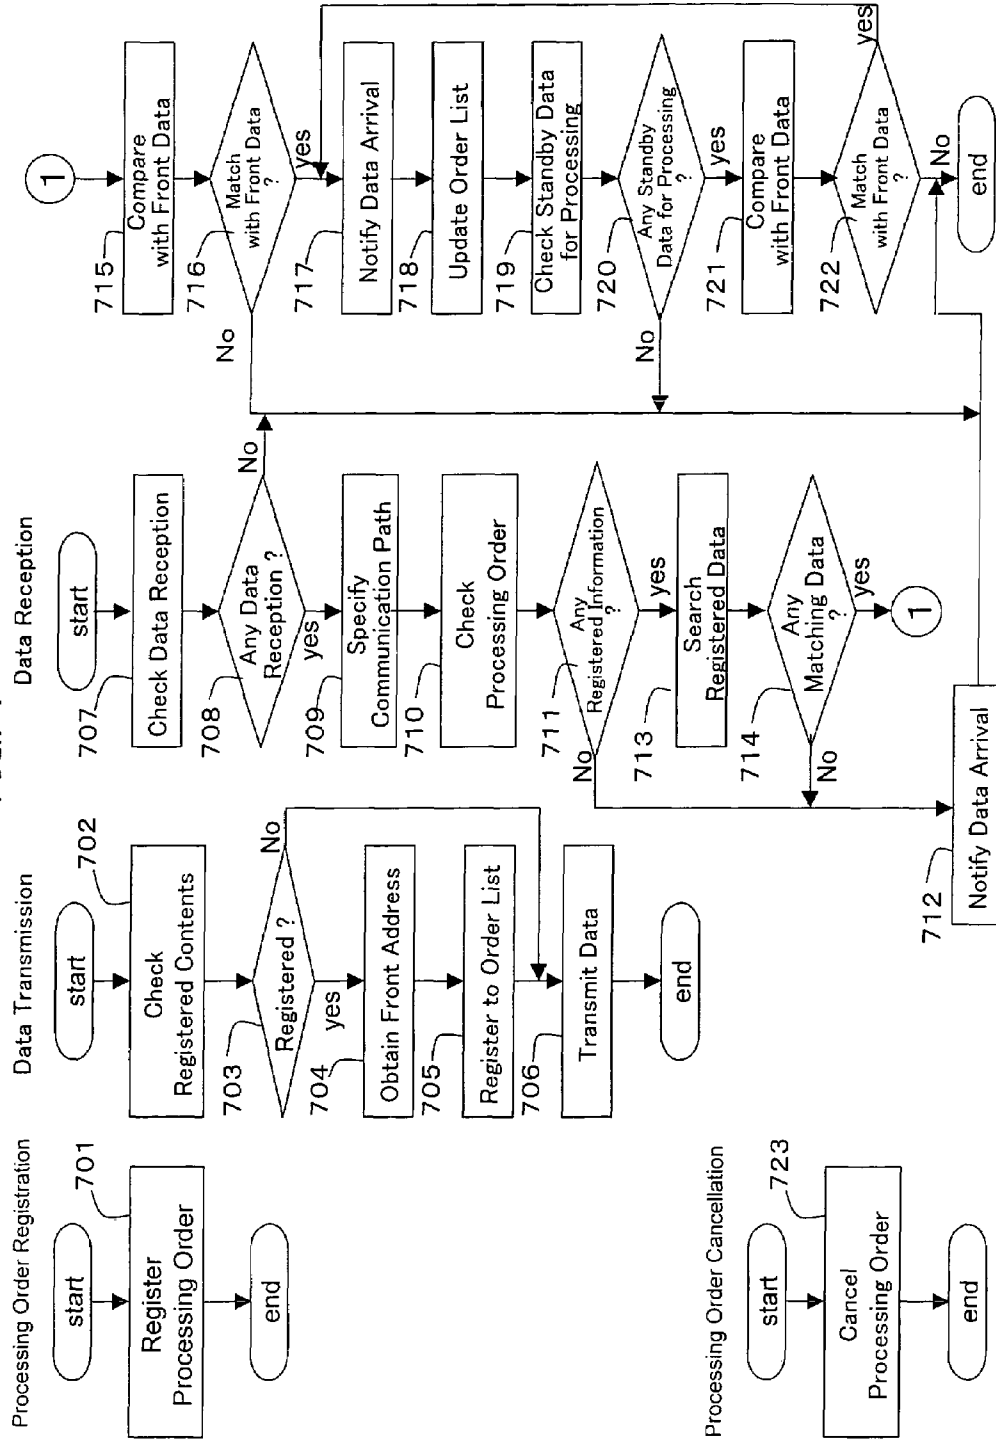 Processing Order Registration
start
701
Register
Processing Order
end
Processing Order Cancellation
start
723
Cancel
Processing Order
end
Data Transmission
start
702
Check
Registered Contents
703
Registered ?
No
yes
704
Obtain Front Address
705
Register to Order List
706
Transmit Data
end
Data Reception
start
707
Check Data Reception
708
Any Data
Reception ?
No
yes
709
Specify
Communication Path
710
Check
Processing Order
711
Any
Registered Information
?
No
yes
713
Search
Registered Data
714
Any
Matching Data
?
No
yes
1
712
Notify Data Arrival
1
715
Compare
with Front Data
716
Match
with Front Data
?
No
yes
717
Notify Data Arrival
718
Update Order List
719
Check Standby Data
for Processing
720
Any Standby
Data for Processing
?
No
yes
721
Compare
with Front Data
722
Match
with Front Data
?
yes
No
end